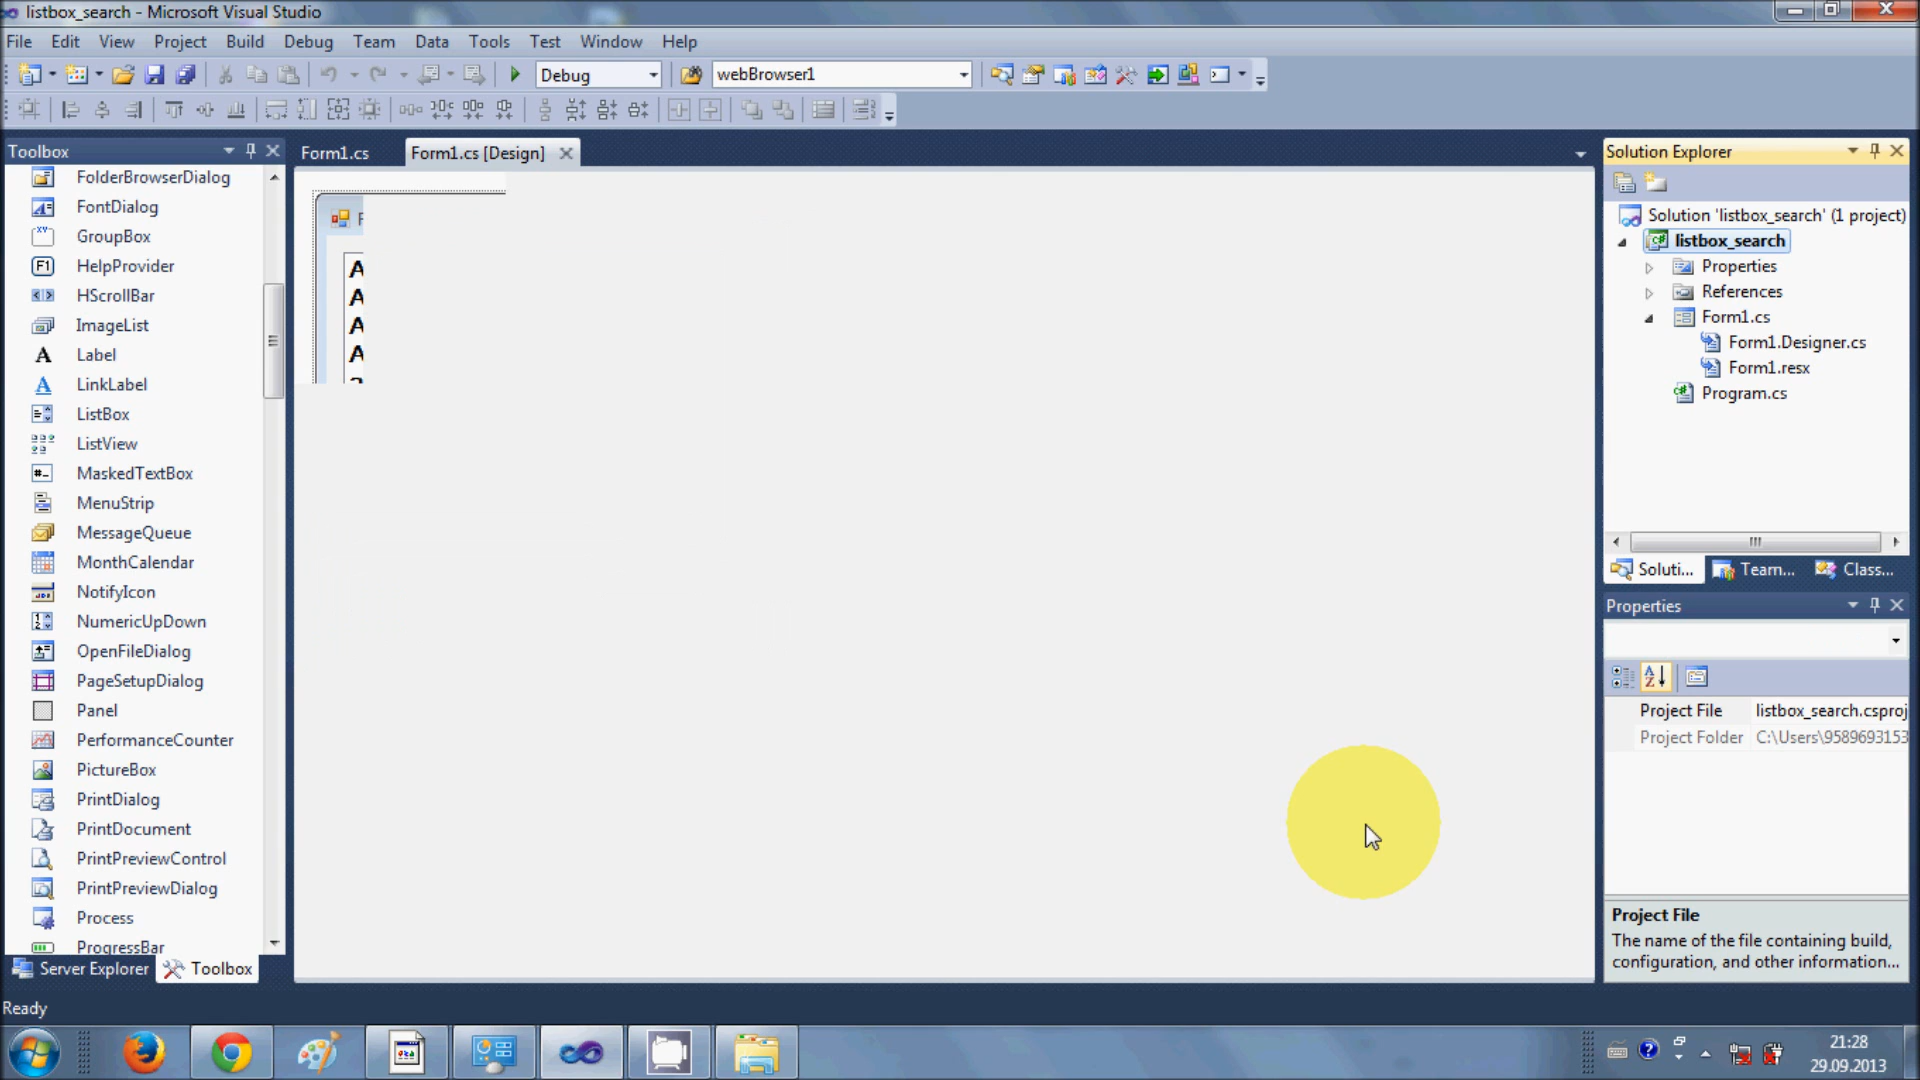 listbox_search - Microsoft Visual Studio
File Edit View Project Build Debug Team Data Tools Test Window Help
Debug webBrowser1
Toolbox
FolderBrowserDialog
FontDialog
GroupBox
HelpProvider
HScrollBar
ImageList
Label
LinkLabel
ListBox
ListView
MaskedTextBox
MenuStrip
MessageQueue
MonthCalendar
NotifyIcon
NumericUpDown
OpenFileDialog
PageSetupDialog
Panel
PerformanceCounter
PictureBox
PrintDialog
PrintDocument
PrintPreviewControl
PrintPreviewDialog
Process
ProgressBar
Server Explorer Toolbox
Form1.cs Form1.cs [Design]
F
A
A
A
A
Solution Explorer
Solution 'listbox_search' (1 project)
listbox_search
Properties
References
Form1.cs
Form1.Designer.cs
Form1.resx
Program.cs
Soluti... Team... Class...
Properties
Project File listbox_search.csproj
Project Folder C:\Users\9589693153
Project File
The name of the file containing build,
configuration, and other information...
Ready
21:28
29.09.2013